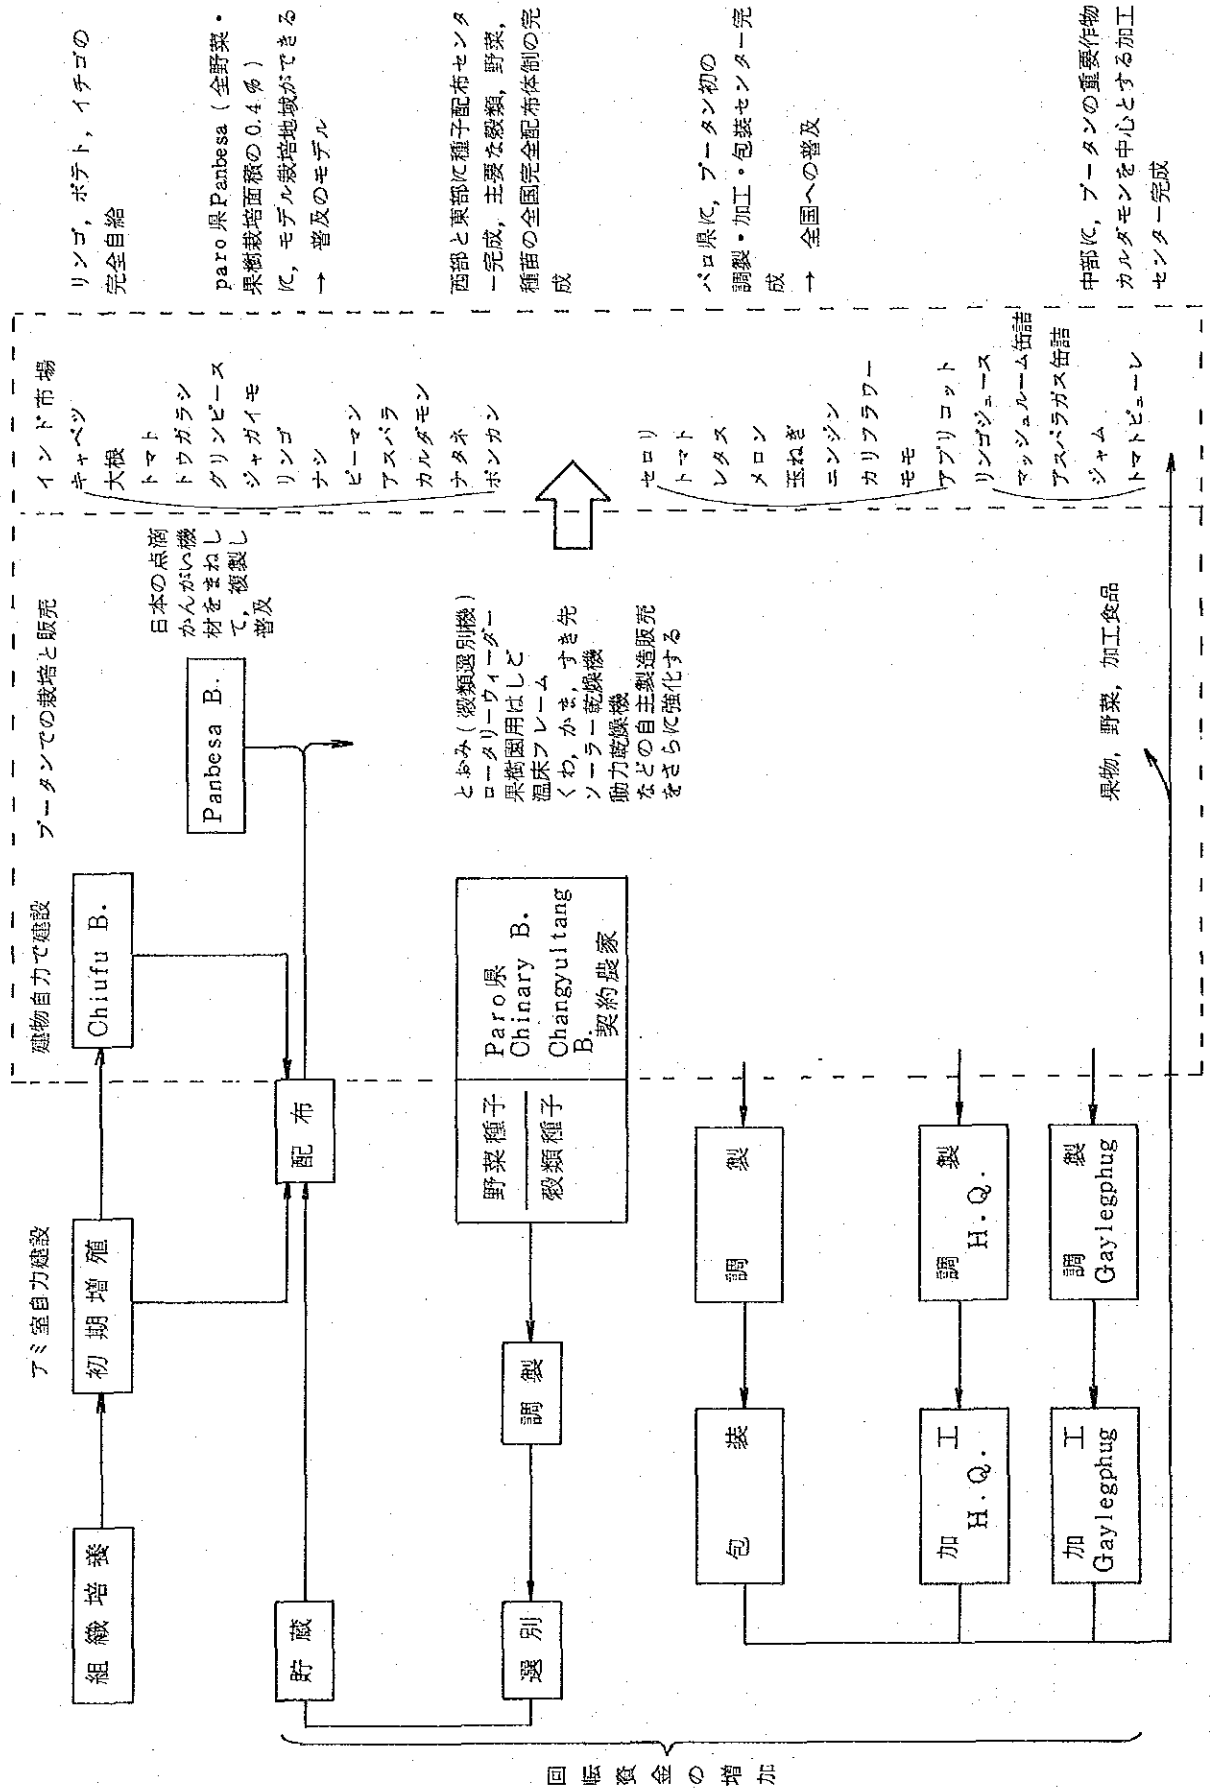 アミ室自力建設
建物自力で建設
ブータンでの栽培と販売
インド市場
組織培養
初期増殖
Chiufu B.
キャベツ
大根
トマト
トウガラシ
グリンピース
ジャガイモ
リンゴ
ナシ
ピーマン
アスパラ
カルダモン
ナタネ
ポンカン
リンゴ，ポテト，イチゴの
完全自給
貯蔵
配布
Panbesa B.
日本の点滴
かんがい機
材をまねし
て，複製し
普及
paro県Panbesa（全野菜・
果樹栽培面積の0.4％）
に，モデル栽培地域ができる
→ 普及のモデル
選別
調製
野菜種子
穀類種子
Paro県
Chinary B.
Changyultang
B.
契約農家
とおみ（穀類選別機）
ロータリーウィーダー
果樹園用はしご
温床フレーム
くわ，かま，すき先
ソーラー乾燥機
動力乾燥機
などの自主製造販売
をさらに強化する
西部と東部に種子配布センタ
ー完成，主要な穀類，野菜，
種苗の全国完全配布体制の完
成
包装
調製
セロリ
トマト
レタス
メロン
玉ねぎ
ニンジン
カリフラワー
モモ
アプリコット
リンゴジュース
マッシュルーム缶詰
アスパラガス缶詰
ジャム
トマトピューレ
パロ県に，ブータン初の
調製・加工・包装センター完
成
→ 全国への普及
加工
H.Q.
調製
H.Q.
加工
Gaylegphug
調製
Gaylegphug
果物，野菜，加工食品
中部に，ブータンの重要作物
カルダモンを中心とする加工
センター完成
回転資金の増加